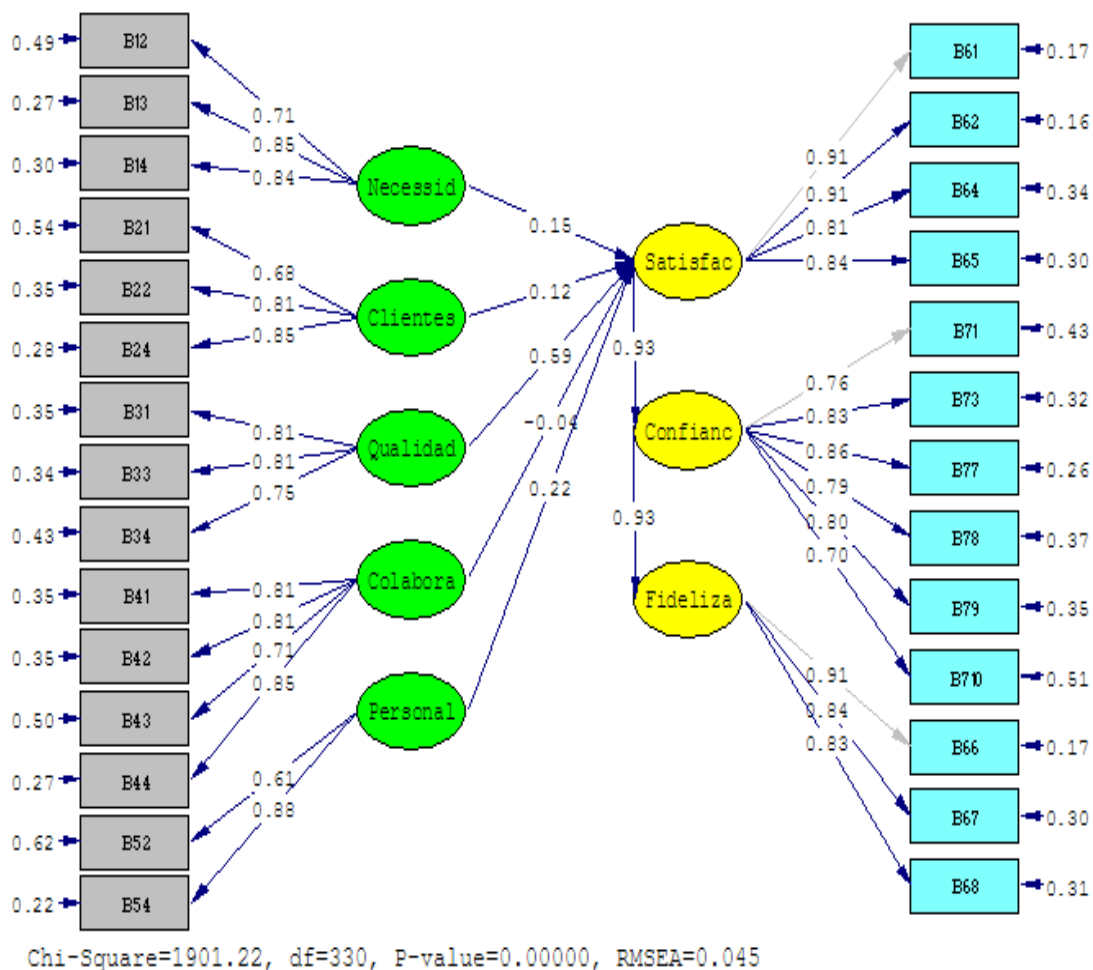 0.49 B12
0.27 B13
0.30 B14
0.54 B21
0.35 B22
0.28 B24
0.35 B31
0.34 B33
0.43 B34
0.35 B41
0.35 B42
0.50 B43
0.27 B44
0.62 B52
0.22 B54
0.71
0.85
0.84
0.68
0.81
0.85
0.81
0.81
0.75
0.81
0.81
0.71
0.85
0.61
0.88
Necessid
Clientes
Qualidad
Colabora
Personal
0.15
0.12
0.59
-0.04
0.22
Satisfac
0.93
Confianc
0.93
Fideliza
0.91
0.91
0.81
0.84
0.76
0.83
0.86
0.79
0.80
0.70
0.91
0.84
0.83
B61 0.17
B62 0.16
B64 0.34
B65 0.30
B71 0.43
B73 0.32
B77 0.26
B78 0.37
B79 0.35
B710 0.51
B66 0.17
B67 0.30
B68 0.31
Chi-Square=1901.22, df=330, P-value=0.00000, RMSEA=0.045